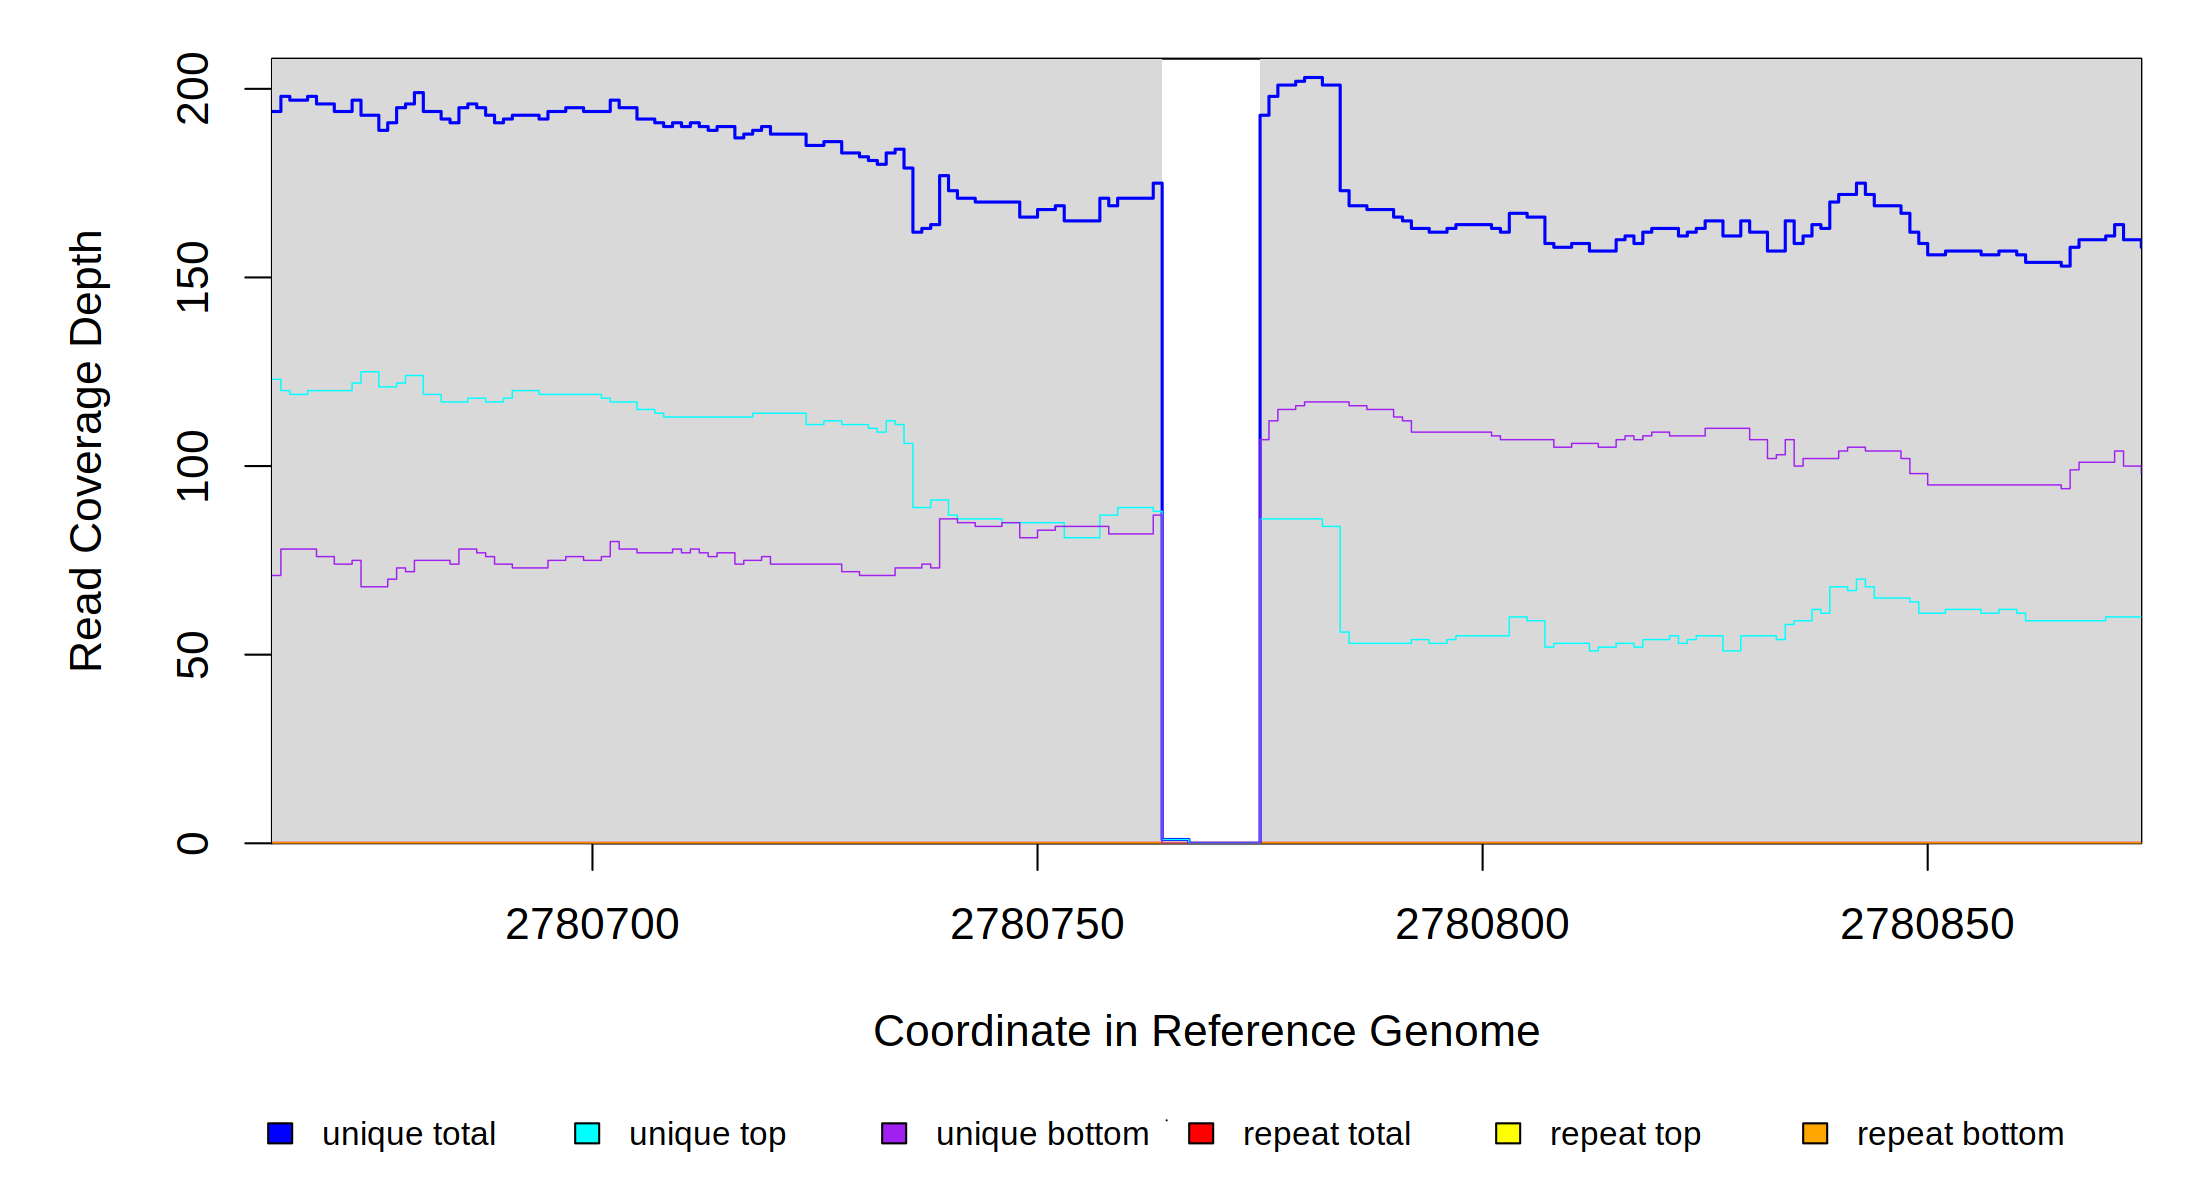 Read Coverage Depth
200
150
100
50
0
2780700 2780750 2780800 2780850
Coordinate in Reference Genome
unique total unique top unique bottom repeat total repeat top repeat bottom